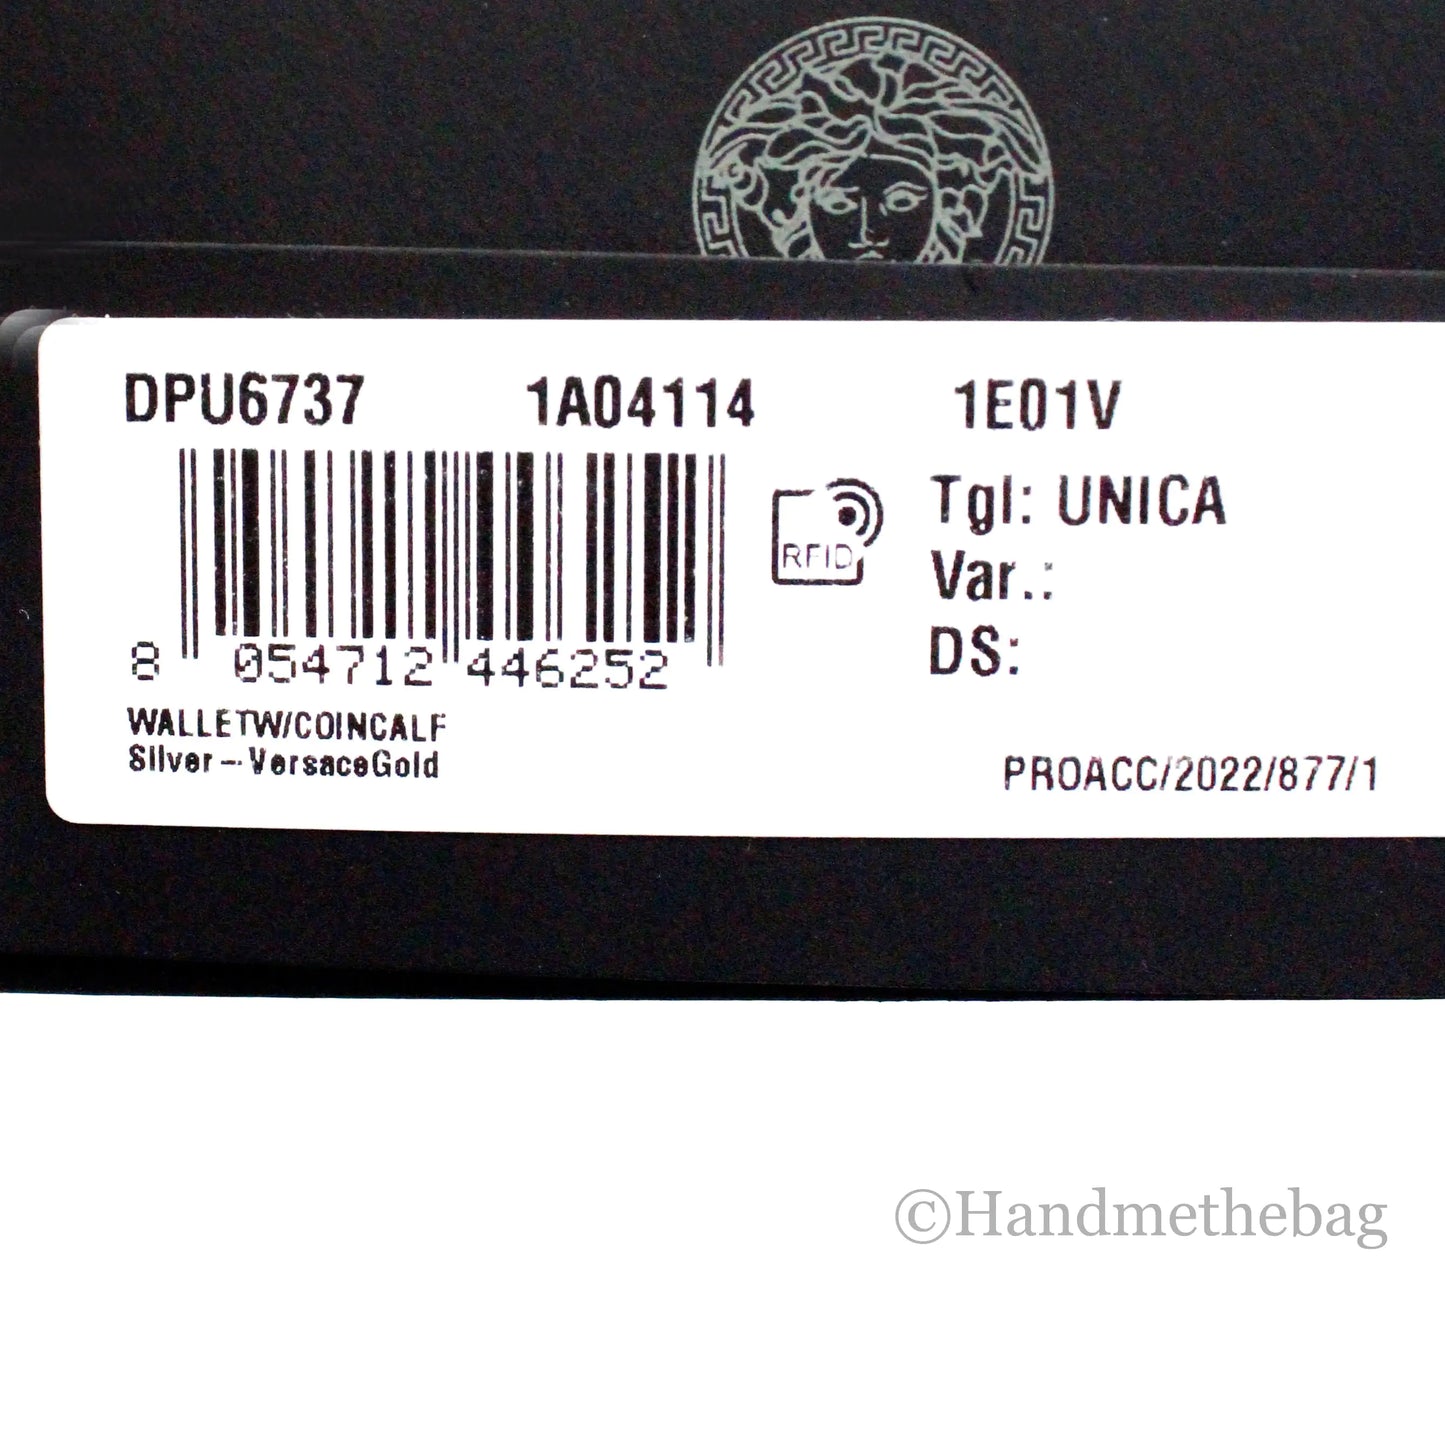 DPU6737 1A04114 1E01V
RFID
Tgl: UNICA
Var.:
DS:
8 054712 446252
WALLETW/COINCALF
Silver--VersaceGold
PROACC/2022/877/1
©Handmethebag